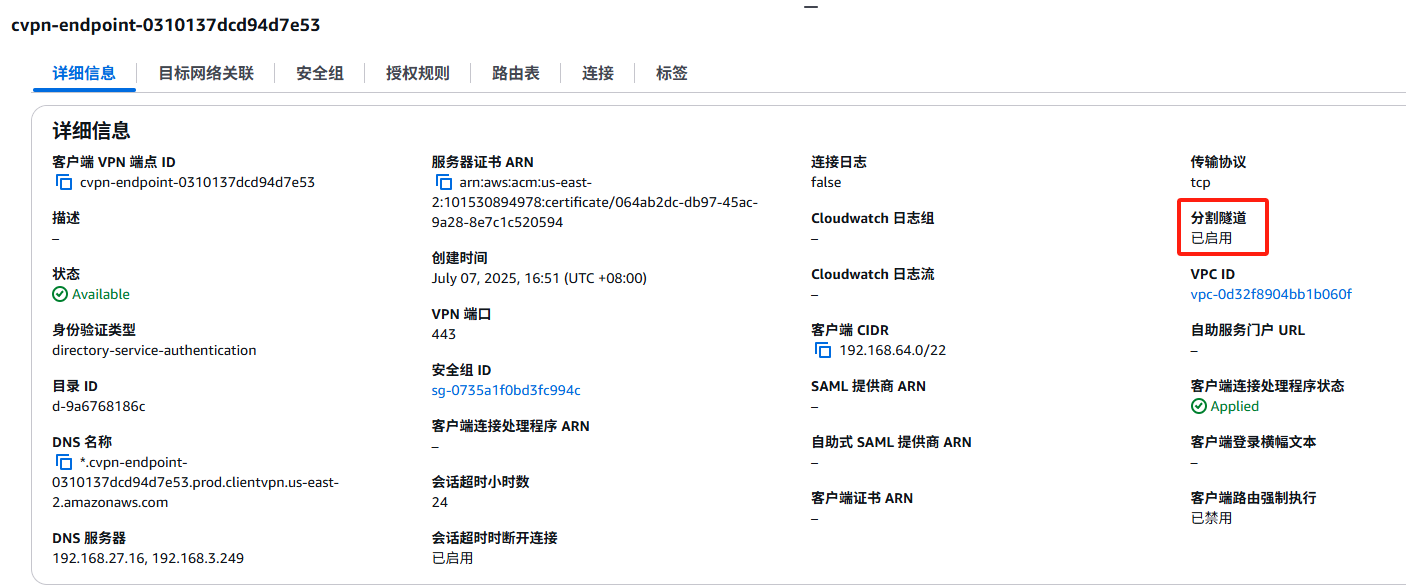 cvpn-endpoint-0310137dcd94d7e53
详细信息
目标网络关联
安全组
授权规则
路由表
连接
标签
详细信息
客户端 VPN 端点 ID
cvpn-endpoint-0310137dcd94d7e53
描述
–
状态
Available
身份验证类型
directory-service-authentication
目录 ID
d-9a6768186c
DNS 名称
*.cvpn-endpoint-
0310137dcd94d7e53.prod.clientvpn.us-east-
2.amazonaws.com
DNS 服务器
192.168.27.16, 192.168.3.249
服务器证书 ARN
arn:aws:acm:us-east-
2:101530894978:certificate/064ab2dc-db97-45ac-
9a28-8e7c1c520594
创建时间
July 07, 2025, 16:51 (UTC +08:00)
VPN 端口
443
安全组 ID
sg-0735a1f0bd3fc994c
客户端连接处理程序 ARN
–
会话超时小时数
24
会话超时时断开连接
已启用
连接日志
false
Cloudwatch 日志组
–
Cloudwatch 日志流
–
客户端 CIDR
192.168.64.0/22
SAML 提供商 ARN
–
自助式 SAML 提供商 ARN
–
客户端证书 ARN
–
传输协议
tcp
分割隧道
已启用
VPC ID
vpc-0d32f8904bb1b060f
自助服务门户 URL
–
客户端连接处理程序状态
Applied
客户端登录横幅文本
–
客户端路由强制执行
已禁用